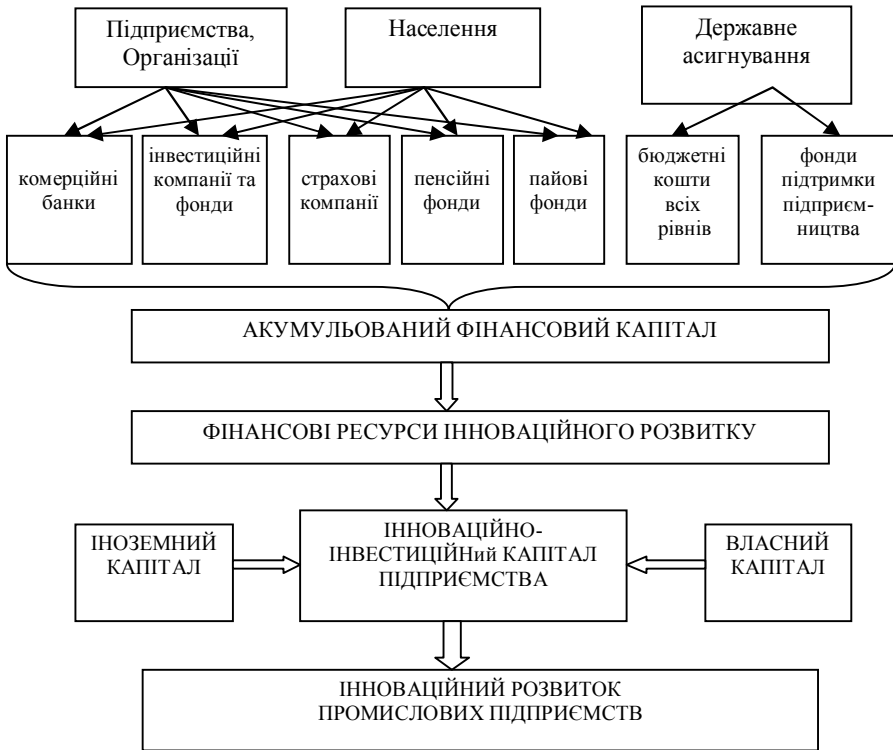 Підприємства,
Організації
Населення
Державне
асигнування
комерційні
банки
інвестиційні
компанії та
фонди
страхові
компанії
пенсійні
фонди
пайові
фонди
бюджетні
кошти
всіх
рівнів
фонди
підтримки
підприєм-
ництва
АКУМУЛЬОВАНИЙ ФІНАНСОВИЙ КАПІТАЛ
ФІНАНСОВІ РЕСУРСИ ІННОВАЦІЙНОГО РОЗВИТКУ
ІНОЗЕМНИЙ
КАПІТАЛ
ІННОВАЦІЙНО-
ІНВЕСТИЦІЙНий КАПІТАЛ
ПІДПРИЄМСТВА
ВЛАСНИЙ
КАПІТАЛ
ІННОВАЦІЙНИЙ РОЗВИТОК
ПРОМИСЛОВИХ ПІДПРИЄМСТВ